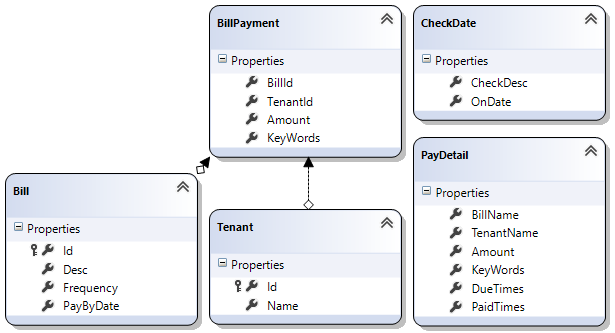 BillPayment
Properties
BillId
TenantId
Amount
KeyWords
CheckDate
Properties
CheckDesc
OnDate
Bill
Properties
Id
Desc
Frequency
PayByDate
Tenant
Properties
Id
Name
PayDetail
Properties
BillName
TenantName
Amount
KeyWords
DueTimes
PaidTimes